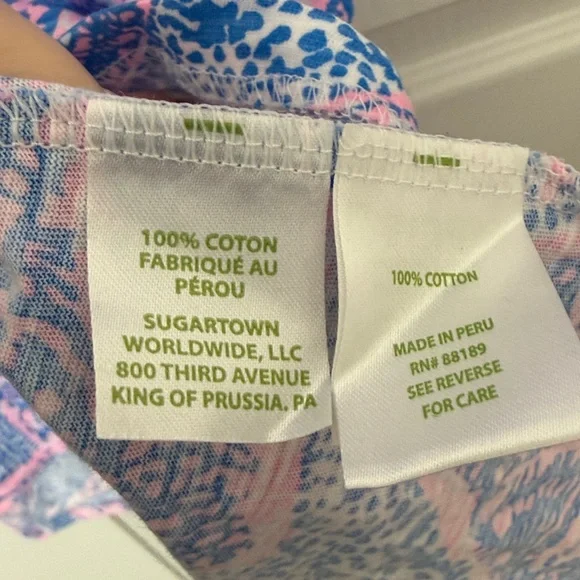 100% COTON
FABRIQUÉ AU
PÉROU
SUGARTOWN
WORLDWIDE, LLC
800 THIRD AVENUE
KING OF PRUSSIA. PA
100% COTTON
MADE IN PERU
RN# 88189
SEE REVERSE
FOR CARE